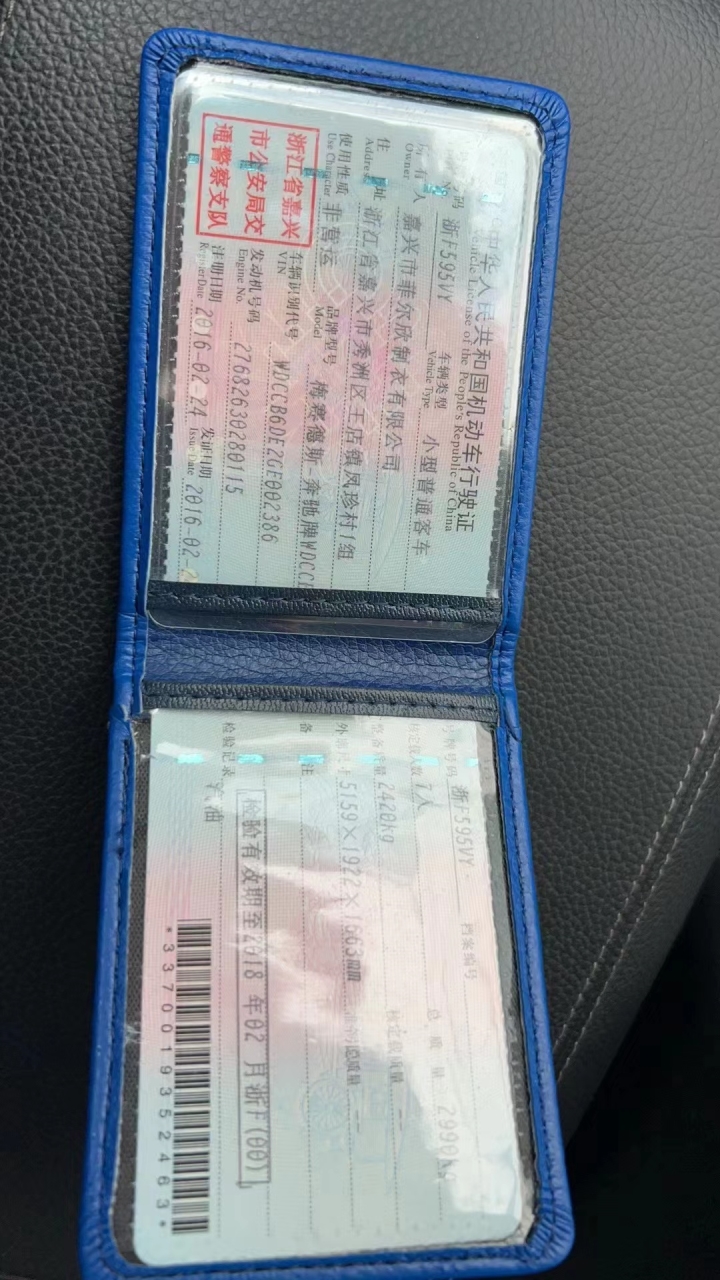 中华人民共和国机动车行驶证
Vehicle License of the People's Republic of China
码 浙F595VY 车辆类型 小型普通客车
Vehicle Type
所有人 嘉兴市菲尔欣制衣有限公司
Owner
住址 浙江省嘉兴市秀洲区王店镇凤珍村1组
Address
使用性质 非营运 品牌型号 梅赛德斯-奔驰牌WDCC
Use Character Model
浙江省嘉兴
市公安局交
通警察支队
车辆识别代号 WDCCB6DE2GE002386
VIN
发动机号码 27682630280115
Engine No.
注册日期 2016-02-24 发证日期 2016-02-
Register Date Issue Date
号牌号码 浙F595VY 档案编号
核定载人数 7人 总质量 2990kg
整备质量 2420kg 核定载质量 --
外廓尺寸 5159×1922×1663mm 总质量 --
备注
检验有效期至2018年02月浙F(00)
检验记录 汽油
*3370019352463*